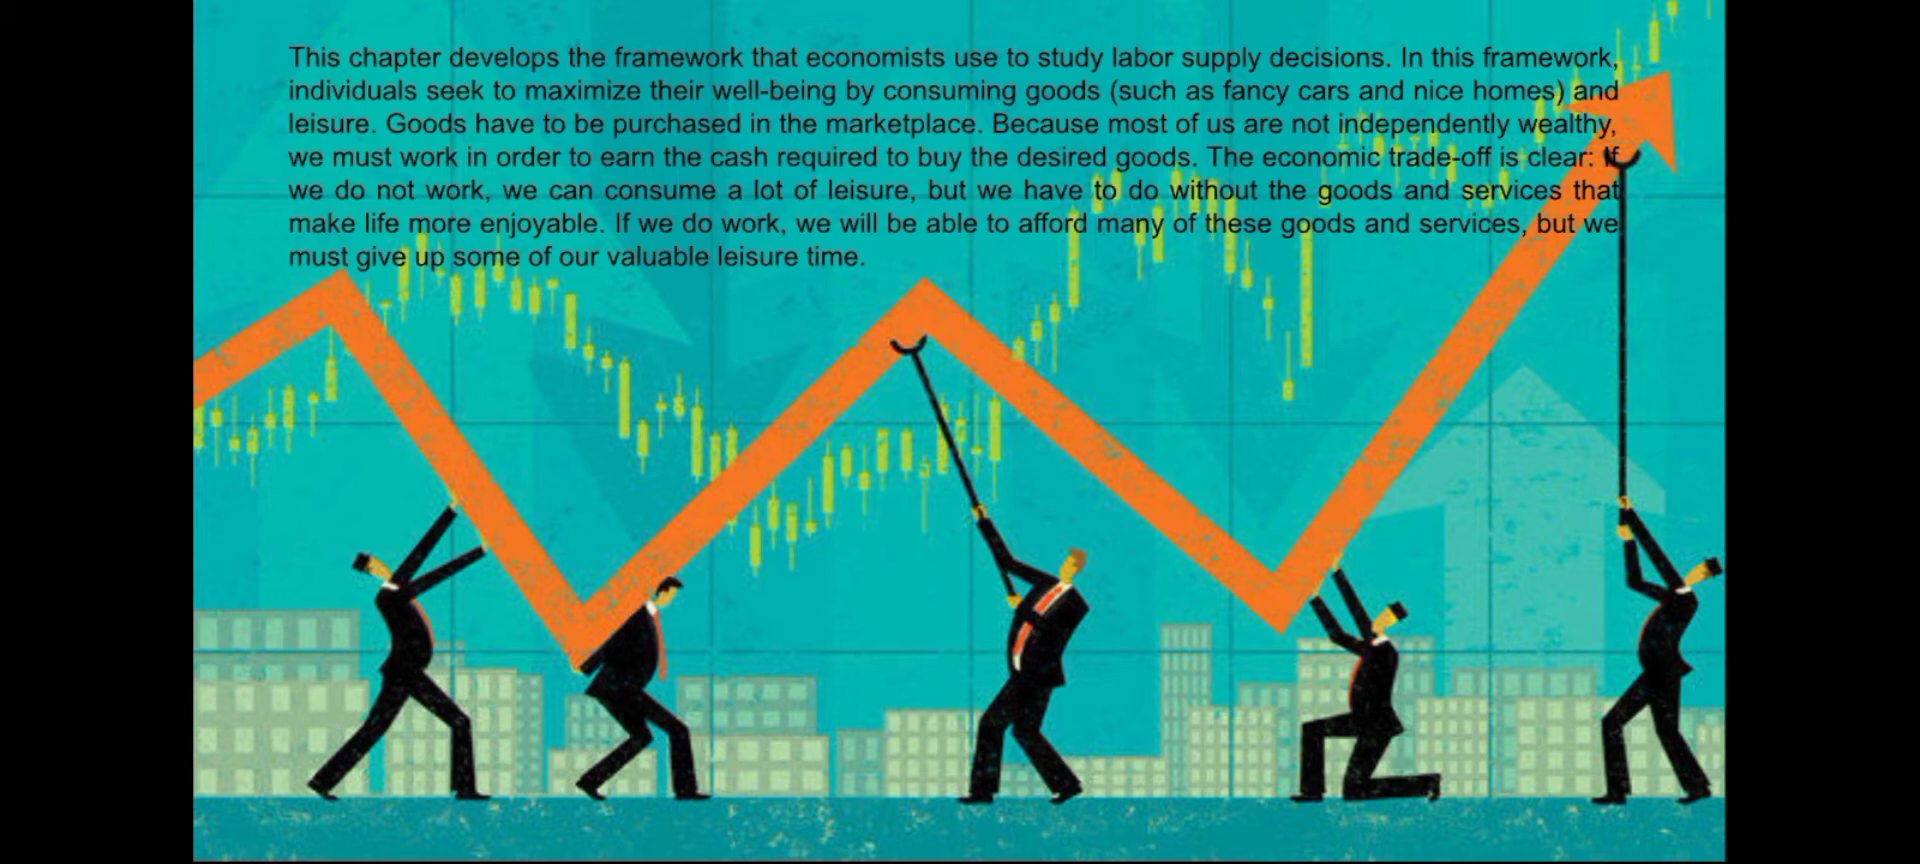 This chapter develops the framework that economists use to study labor supply decisions. In this framework,
individuals seek to maximize their well-being by consuming goods (such as fancy cars and nice homes) and
leisure. Goods have to be purchased in the marketplace. Because most of us are not independently wealthy,
we must work in order to earn the cash required to buy the desired goods. The economic trade-off is clear: If
we do not work, we can consume a lot of leisure, but we have to do without the goods and services that
make life more enjoyable. If we do work, we will be able to afford many of these goods and services, but we
must give up some of our valuable leisure time.